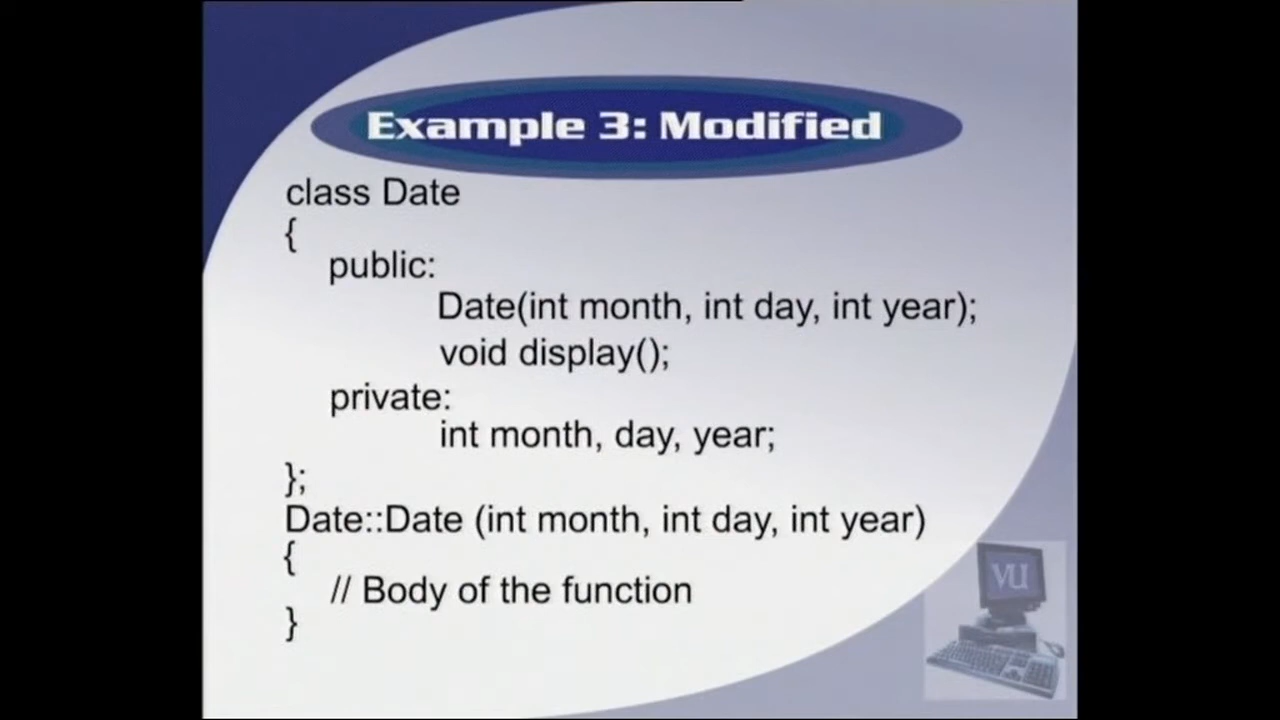 Example 3: Modified
class Date
{
public:
Date(int month, int day, int year);
void display();
private:
int month, day, year;
};
Date::Date (int month, int day, int year)
{
// Body of the function
}
VU